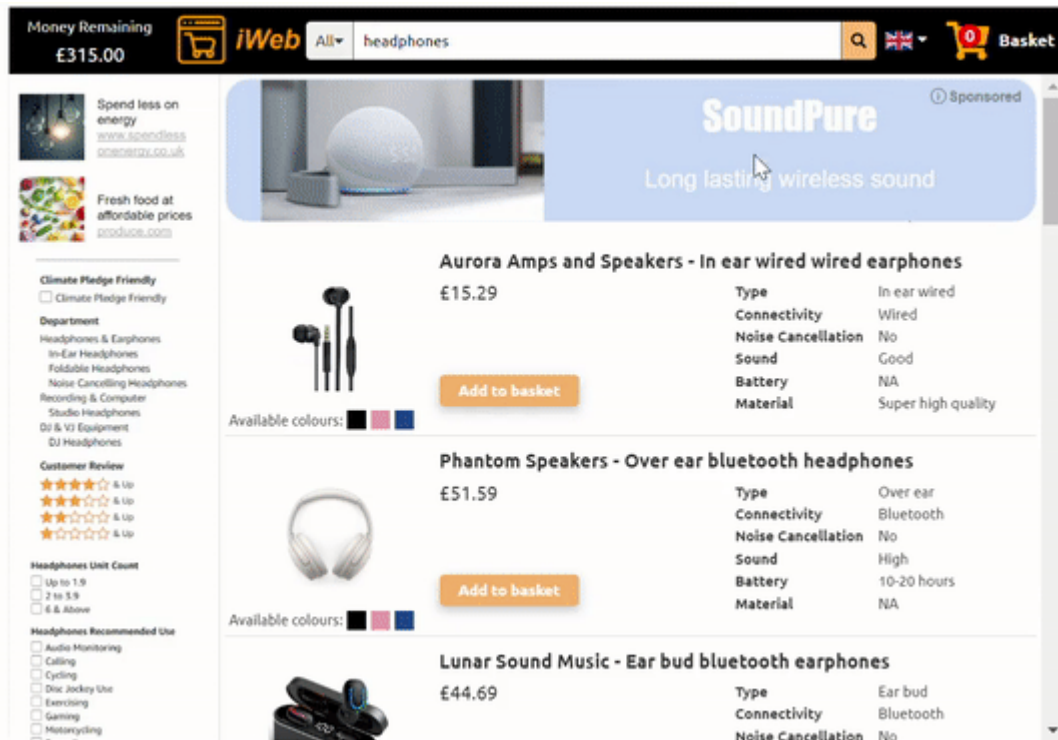 Money Remaining
£315.00
iWeb
All
headphones
0
Basket
Spend less on
energy
www.spendless
onenergy.co.uk
Fresh food at
affordable prices
produce.com
Climate Pledge Friendly
Climate Pledge Friendly
Department
Headphones & Earphones
In-Ear Headphones
Foldable Headphones
Noise Cancelling Headphones
Recording & Computer
Studio Headphones
DJ & VJ Equipment
DJ Headphones
Customer Review
& Up
& Up
& Up
& Up
Headphones Unit Count
Up to 1.9
2 to 3.9
6 & Above
Headphones Recommended Use
Audio Monitoring
Calling
Cycling
Disc Jockey Use
Exercising
Gaming
Motorcycling
Sponsored
SoundPure
Long lasting wireless sound
Aurora Amps and Speakers - In ear wired wired earphones
£15.29
Type In ear wired
Connectivity Wired
Noise Cancellation No
Sound Good
Battery NA
Material Super high quality
Add to basket
Available colours:
Phantom Speakers - Over ear bluetooth headphones
£51.59
Type Over ear
Connectivity Bluetooth
Noise Cancellation No
Sound High
Battery 10-20 hours
Material NA
Add to basket
Available colours:
Lunar Sound Music - Ear bud bluetooth earphones
£44.69
Type Ear bud
Connectivity Bluetooth
Noise Cancellation No